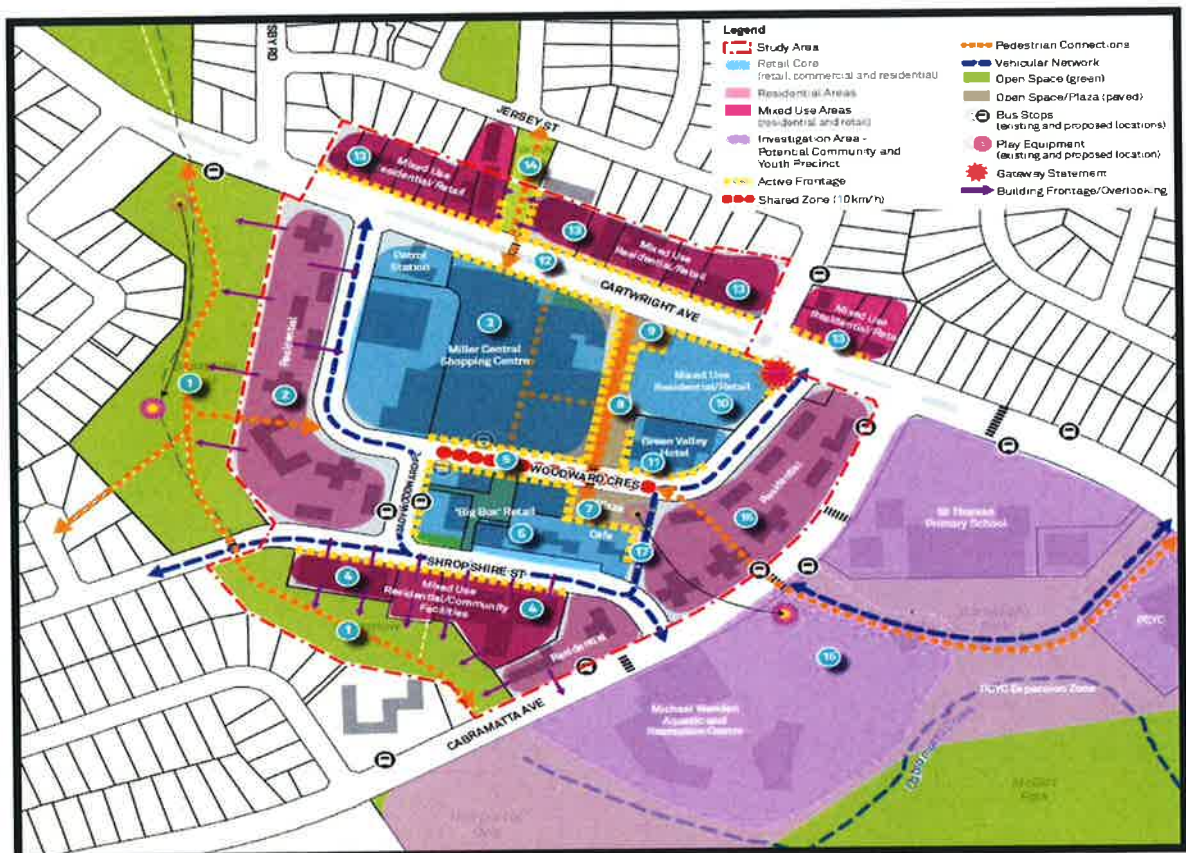 Legend
Study Area
Retail Core
(retail, commercial and residential)
Residential Areas
Mixed Use Areas
(residential and retail)
Investigation Area -
Potential Community and
Youth Precinct
Active Frontage
Shared Zone (10km/h)
Pedestrian Connections
Vehicular Network
Open Space (green)
Open Space/Plaza (paved)
Bus Stops
(existing and proposed locations)
Play Equipment
(existing and proposed location)
Gateway Statement
Building Frontage/Overlooking
SBY RD
JERSEY ST
14
13
Mixed Use
Residential/Retail
13
Mixed Use
Residential/Retail
13
Mixed Use
Residential/Retail
13
12
CARTWRIGHT AVE
Petrol
Station
3
Miller Central
Shopping Centre
9
Mixed Use
Residential/Retail
10
8
Green Valley
Hotel
11
Residential
2
1
5
WOODWARD CRES
'Big Box' Retail
6
7
Plaza
Cafe
17
Residential
15
SHROPSHIRE ST
4
Mixed Use
Residential/Community
Facilities
4
1
Residential
CABRAMATTA AVE
Primary School
PCYC
16
PCYC Expansion Zone
Michael Wenden
Aquatic and
Recreation Centre
Park